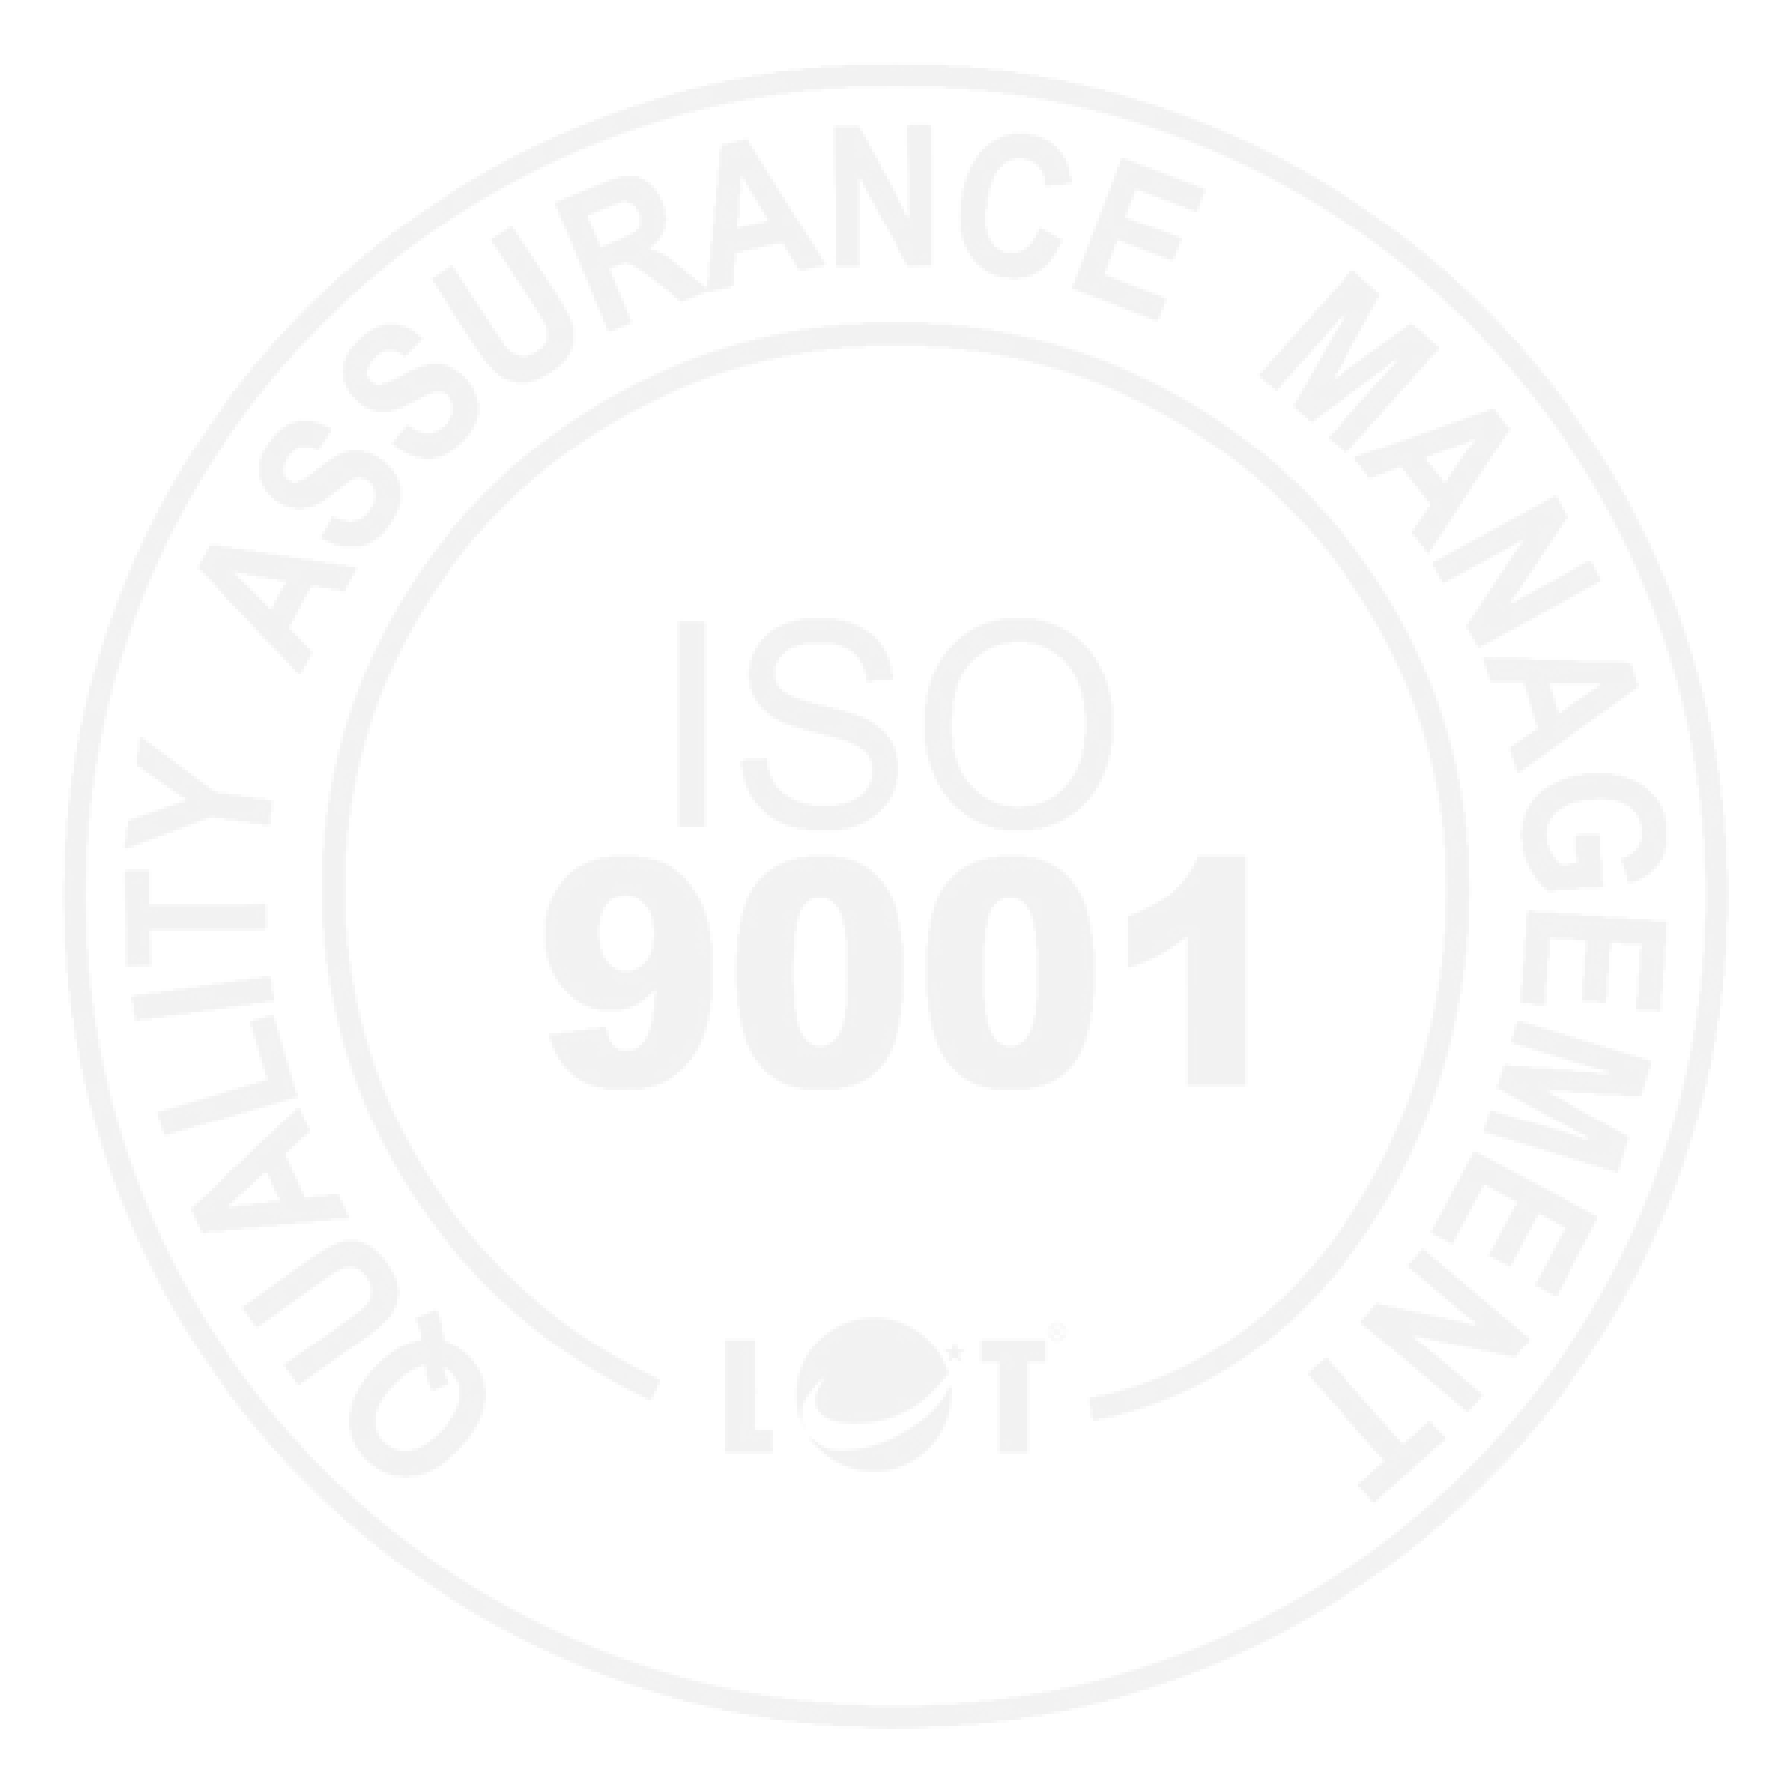 QUALITY ASSURANCE MANAGEMENT
ISO
9001
LOT®